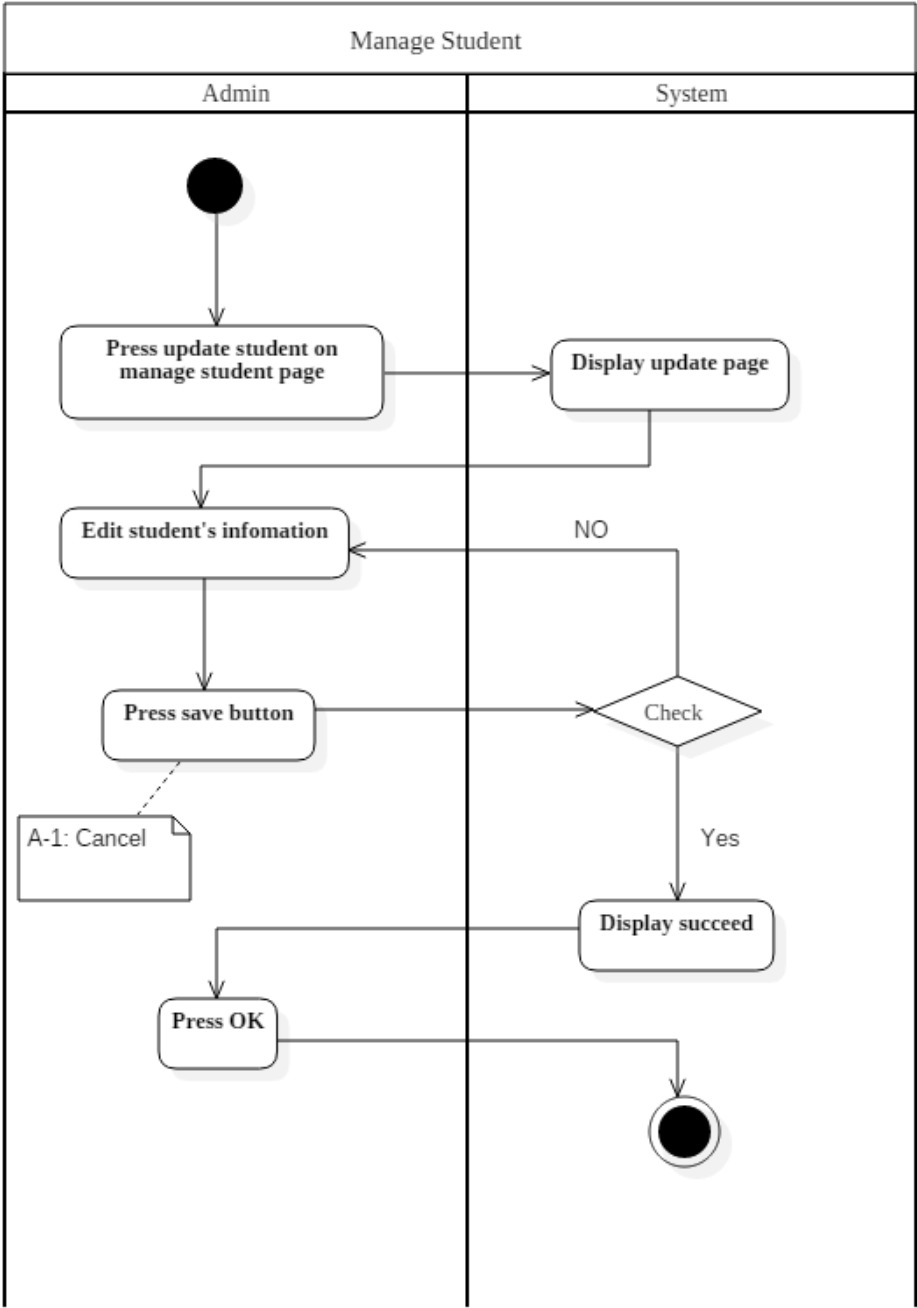 Manage Student
Admin
System
Press update student on
manage student page
Display update page
Edit student's infomation
NO
Press save button
Check
A-1: Cancel
Yes
Display succeed
Press OK